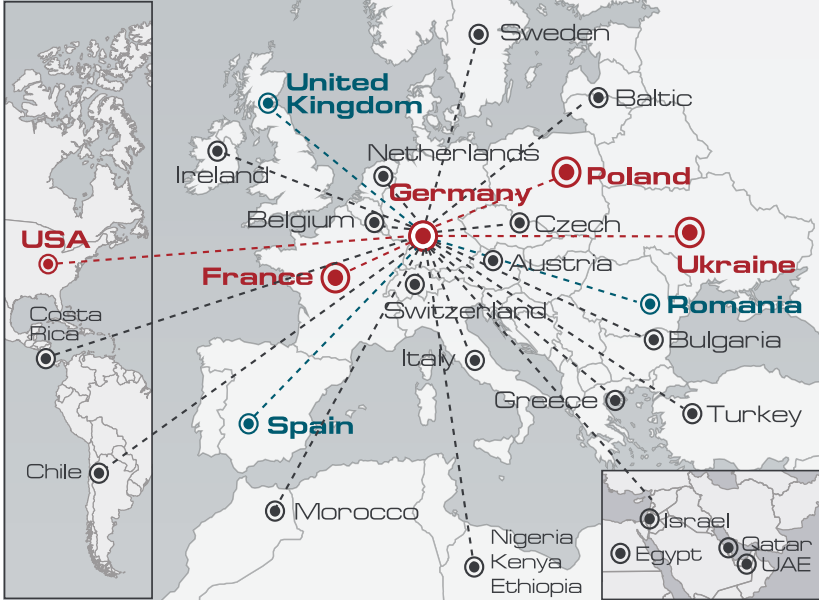 Sweden
United
Kingdom
Baltic
Netherlands
Ireland
Poland
Germany
Belgium
Czech
USA
Ukraine
Austria
France
Romania
Switzerland
Costa
Rica
Bulgaria
Italy
Greece
Turkey
Spain
Chile
Morocco
Israel
Nigeria
Kenya
Ethiopia
Qatar
Egypt
UAE